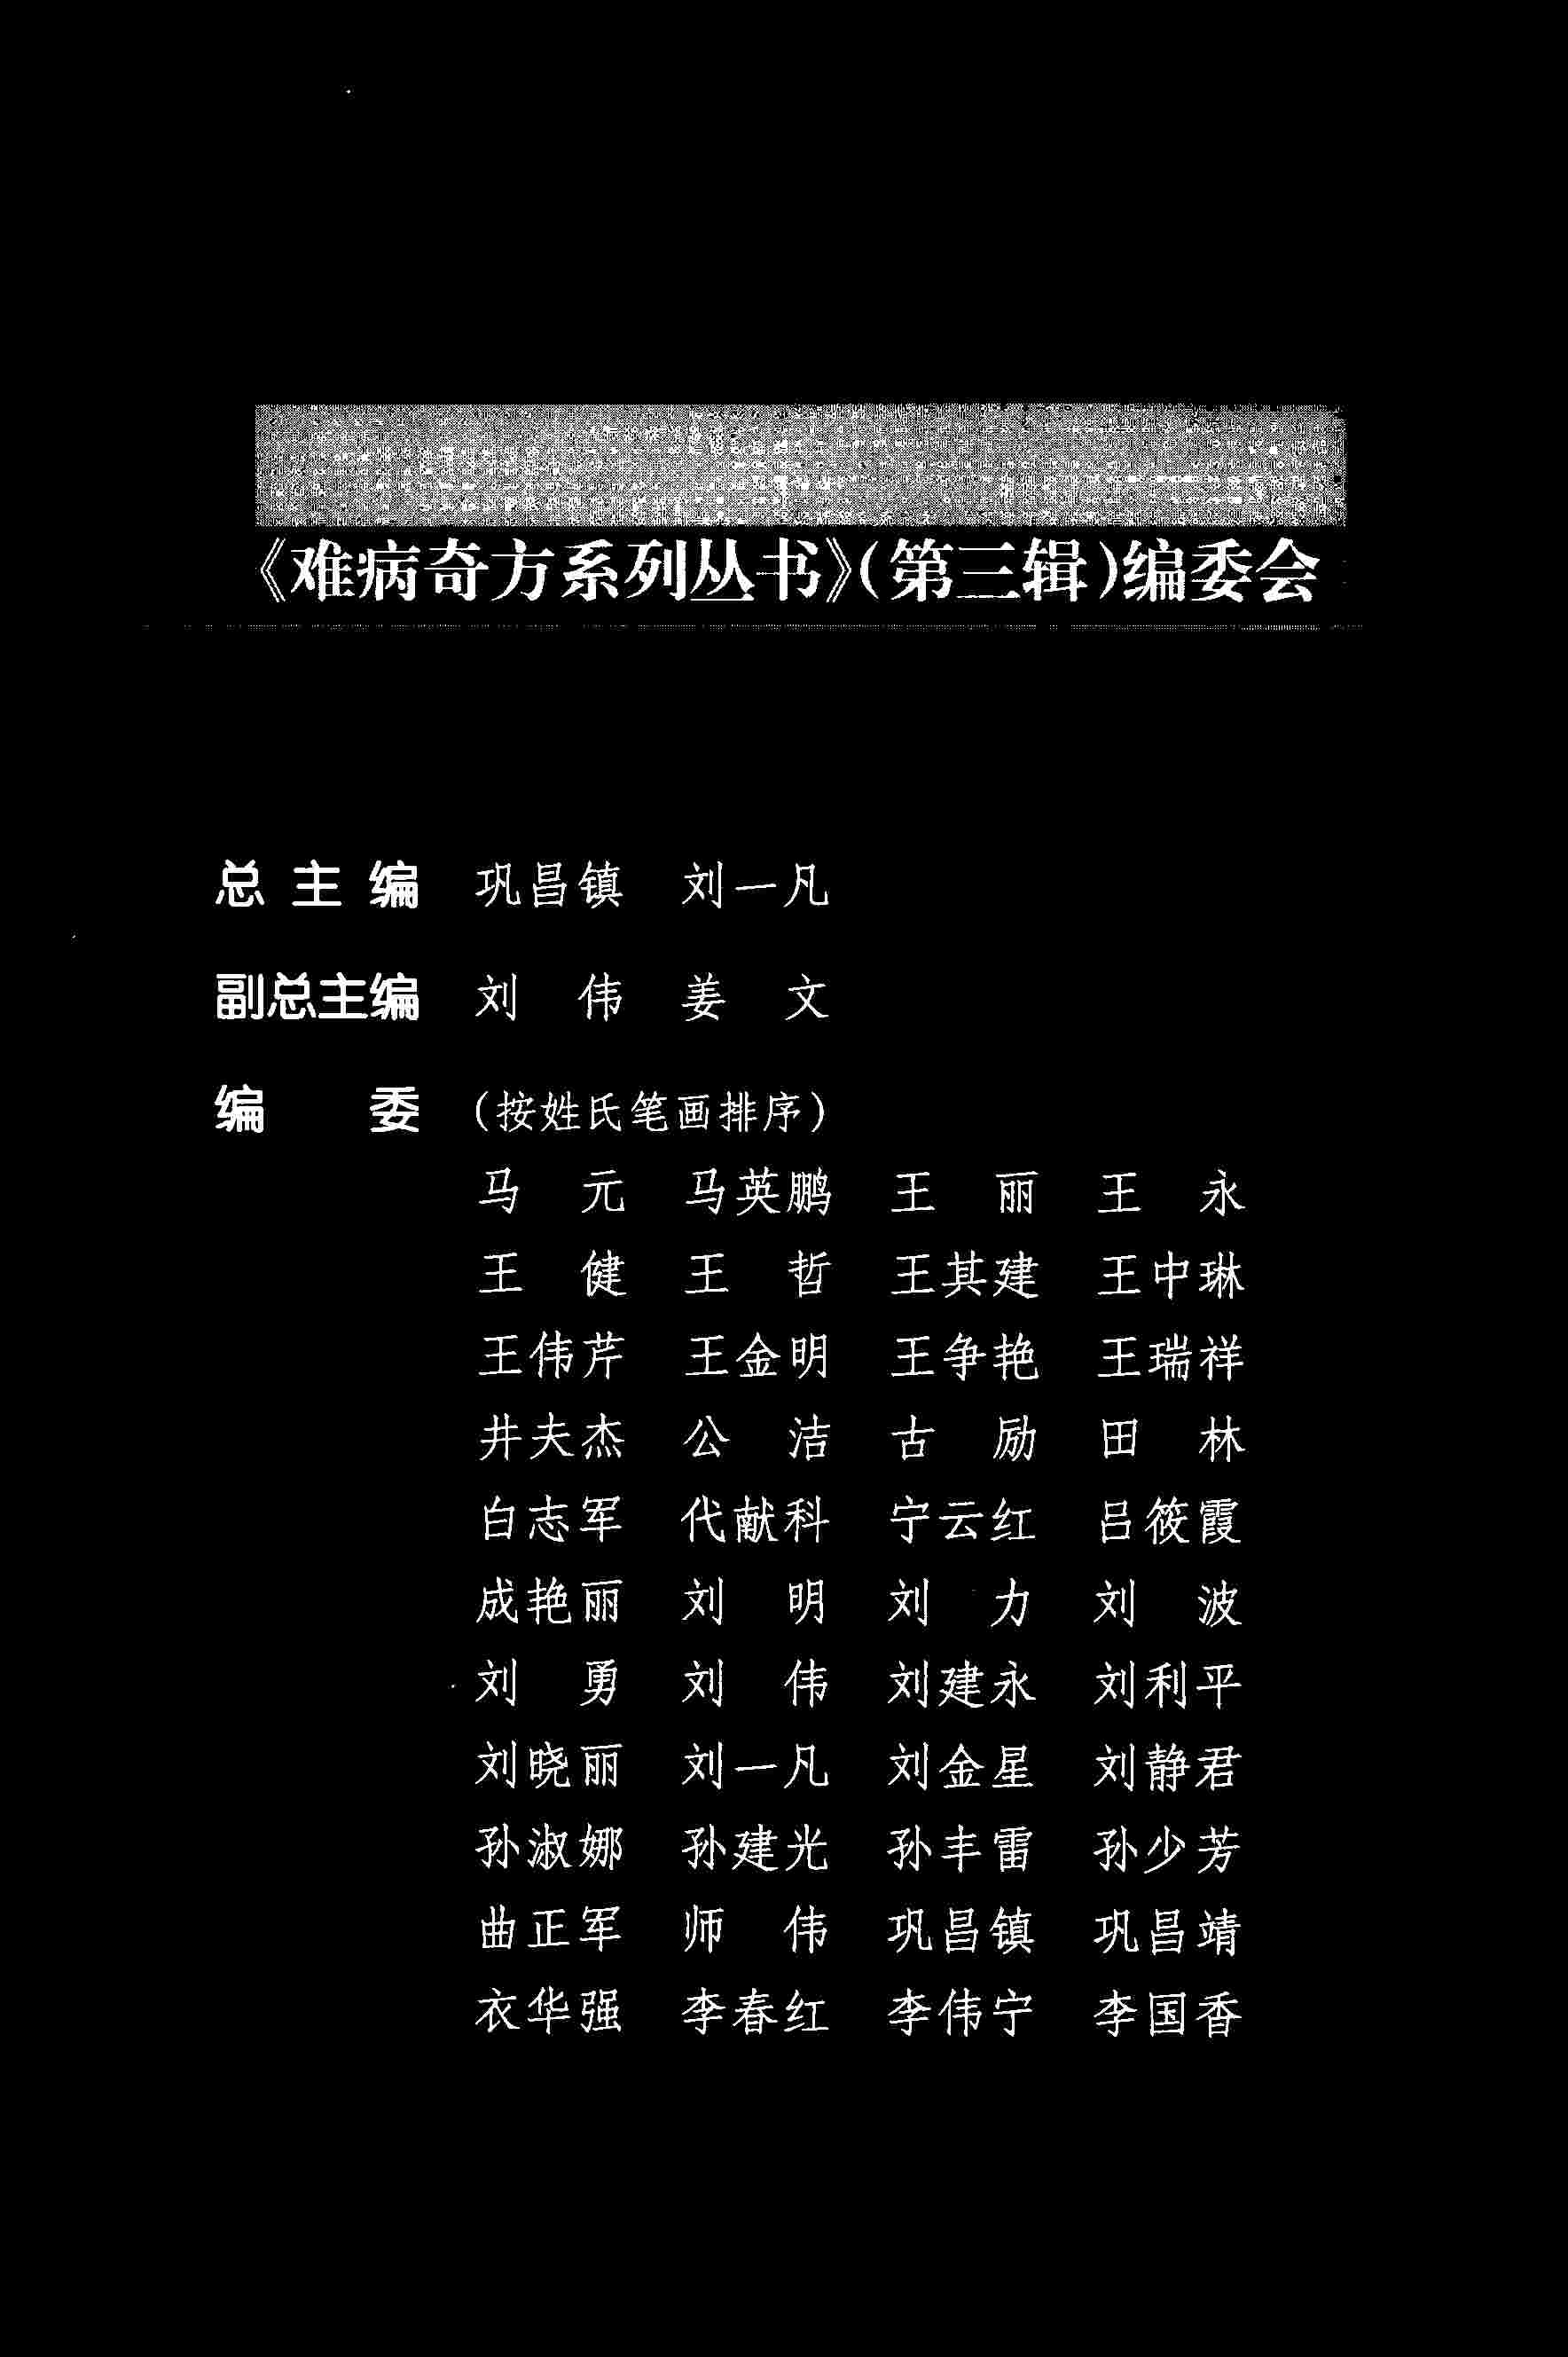 《难病奇方系列丛书》(第三辑)编委会
总主编 巩昌镇 刘一凡
副总主编 刘伟 姜文
编委 (按姓氏笔画排序)
马元 马英鹏 王丽 王永
王健 王哲 王其建 王中琳
王伟芹 王金明 王争艳 王瑞祥
井夫杰 公洁 古励 田林
白志军 代献科 宁云红 吕筱霞
成艳丽 刘明 刘力 刘波
刘勇 刘伟 刘建永 刘利平
刘晓丽 刘一凡 刘金星 刘静君
孙淑娜 孙建光 孙丰雷 孙少芳
曲正军 师伟 巩昌镇 巩昌靖
衣华强 李春红 李伟宁 李国香